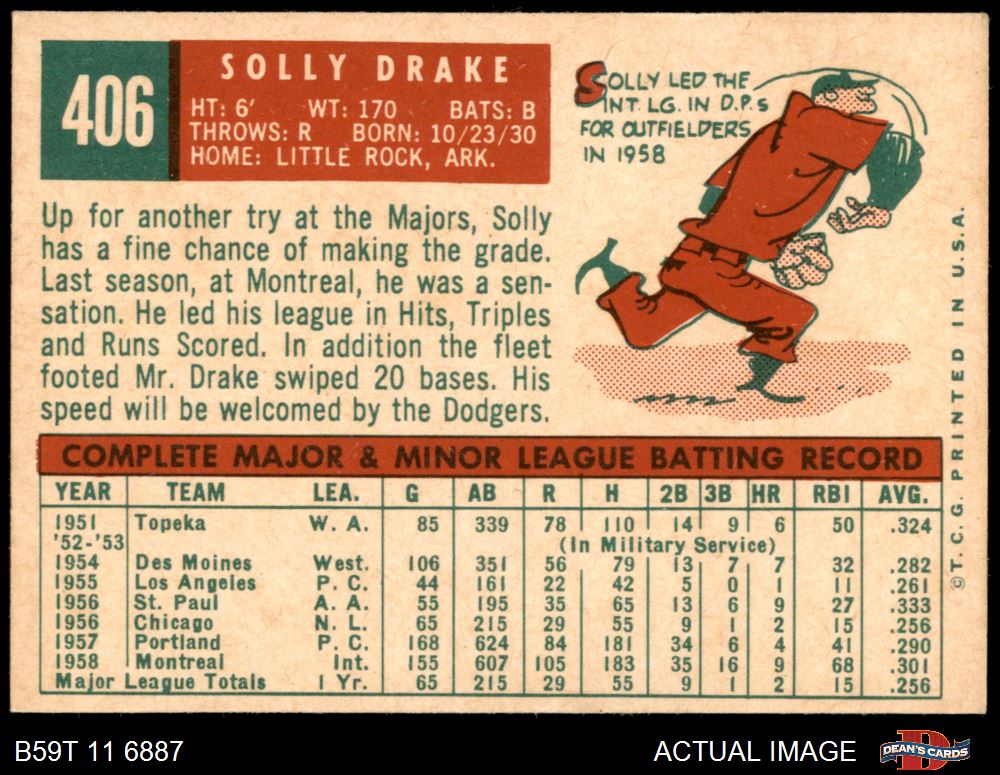 406
SOLLY DRAKE
HT: 6' WT: 170 BATS: B
THROWS: R BORN: 10/23/30
HOME: LITTLE ROCK, ARK.
SOLLY LED THE
INT. LG. IN D.P.s
FOR OUTFIELDERS
IN 1958
Up for another try at the Majors, Solly
has a fine chance of making the grade.
Last season, at Montreal, he was a sen-
sation. He led his league in Hits, Triples
and Runs Scored. In addition the fleet
footed Mr. Drake swiped 20 bases. His
speed will be welcomed by the Dodgers.
COMPLETE MAJOR & MINOR LEAGUE BATTING RECORD
YEAR TEAM LEA. G AB R H 2B 3B HR RBI AVG.
1951 Topeka W. A. 85 339 78 110 14 9 6 50 .324
'52-'53 (In Military Service)
1954 Des Moines West. 106 351 56 79 13 7 7 32 .282
1955 Los Angeles P. C. 44 161 22 42 5 0 1 11 .261
1956 St. Paul A. A. 55 195 35 65 13 6 9 27 .333
1956 Chicago N. L. 65 215 29 55 9 1 2 15 .256
1957 Portland P. C. 168 624 84 181 34 6 4 41 .290
1958 Montreal Int. 155 607 105 183 35 16 9 68 .301
Major League Totals 1 Yr. 65 215 29 55 9 1 2 15 .256
©T. C. G. PRINTED IN U.S.A.
B59T 11 6887
ACTUAL IMAGE
D
DEAN'S CARDS